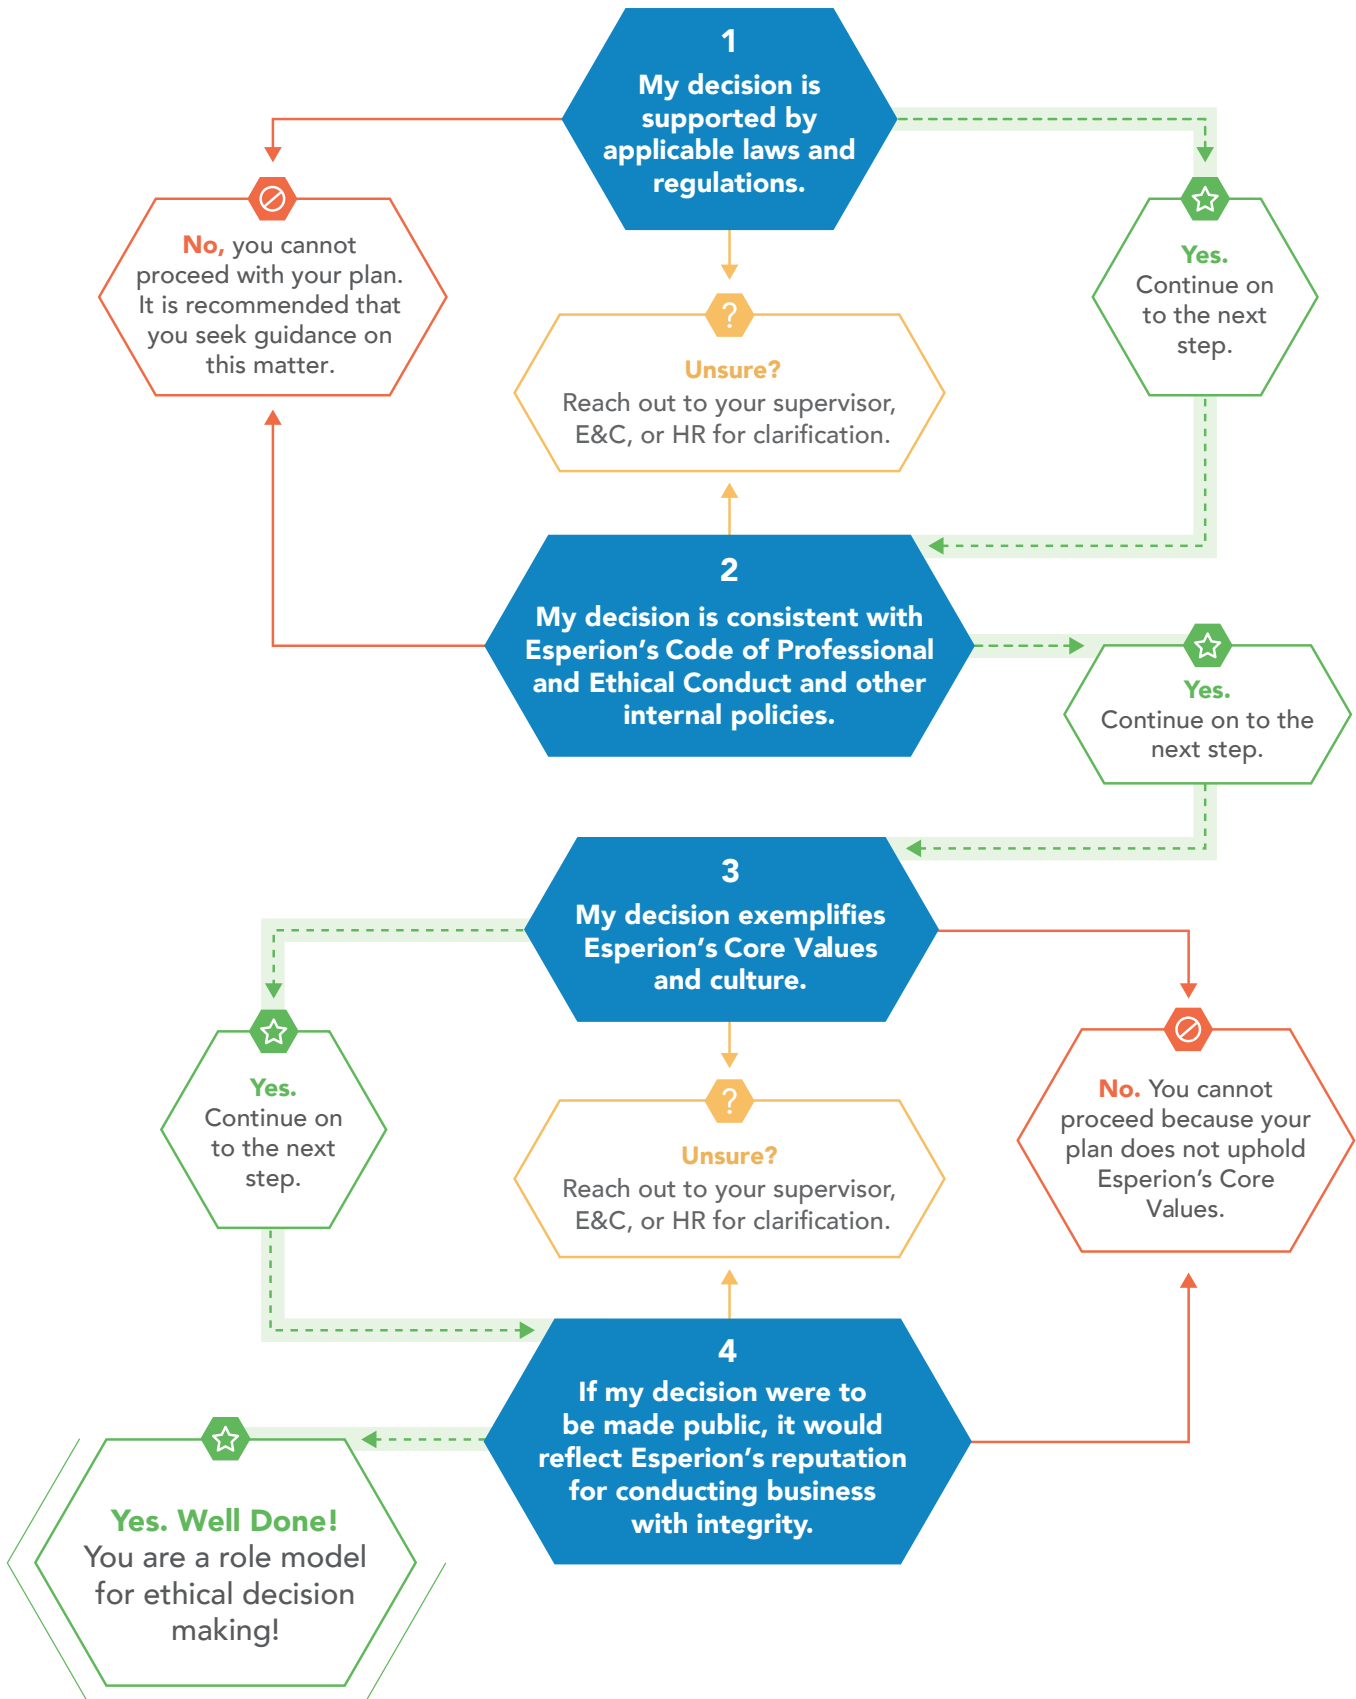 1
My decision is
supported by
applicable laws and
regulations.
No, you cannot
proceed with your plan.
It is recommended that
you seek guidance on
this matter.
?
Unsure?
Reach out to your supervisor,
E&C, or HR for clarification.
Yes.
Continue on
to the next
step.
2
My decision is consistent with
Esperion’s Code of Professional
and Ethical Conduct and other
internal policies.
Yes.
Continue on to the
next step.
3
My decision exemplifies
Esperion’s Core Values
and culture.
Yes.
Continue on
to the next
step.
?
Unsure?
Reach out to your supervisor,
E&C, or HR for clarification.
No. You cannot
proceed because your
plan does not uphold
Esperion’s Core
Values.
4
If my decision were to
be made public, it would
reflect Esperion’s reputation
for conducting business
with integrity.
Yes. Well Done!
You are a role model
for ethical decision
making!